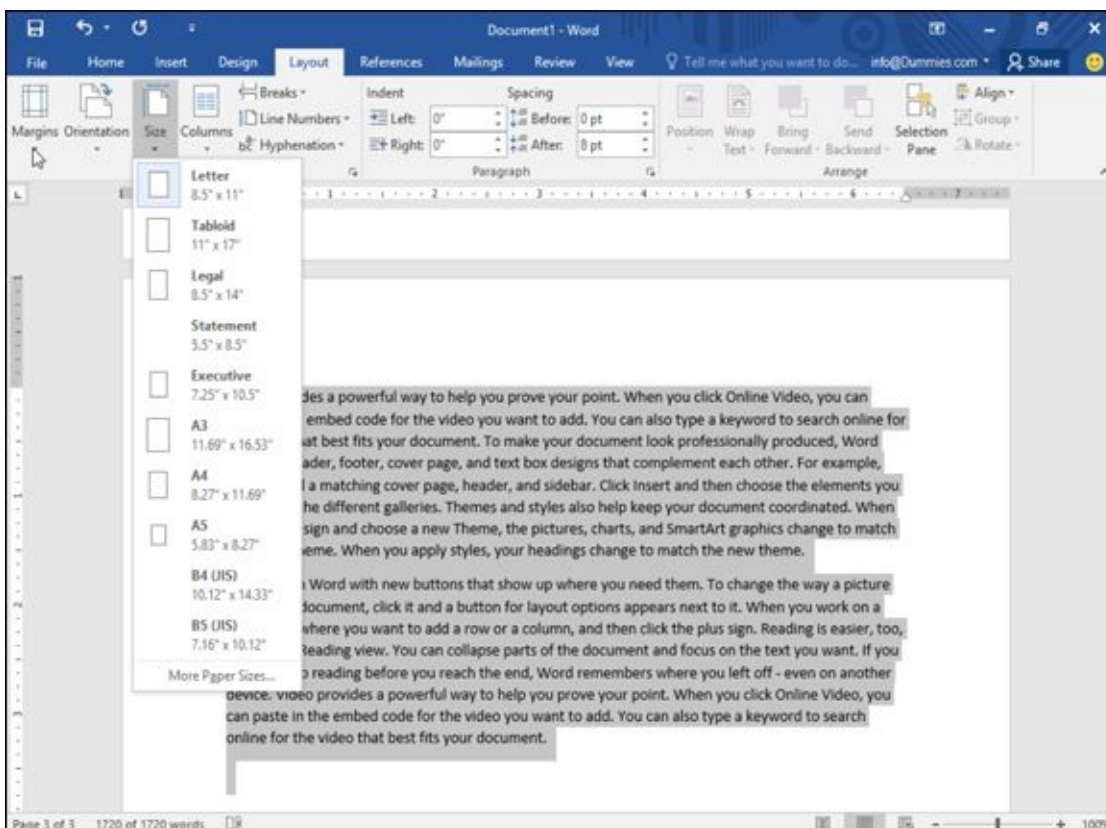 Document1 - Word
File Home Insert Design Layout References Mailings Review View Tell me what you want to do... info@Dummies.com Share
Margins Orientation Size Columns
Breaks
Line Numbers
Hyphenation
Indent
Left: 0"
Right: 0"
Spacing
Before: 0 pt
After: 8 pt
Paragraph
Position Wrap Text Bring Forward Send Backward Selection Pane
Align
Group
Rotate
Arrange
1 1 2 3 4 5 6 7
Letter
8.5" x 11"
Tabloid
11" x 17"
Legal
8.5" x 14"
Statement
5.5" x 8.5"
Executive
7.25" x 10.5"
A3
11.69" x 16.53"
A4
8.27" x 11.69"
A5
5.83" x 8.27"
B4 (JIS)
10.12" x 14.33"
B5 (JIS)
7.16" x 10.12"
More Paper Sizes...
des a powerful way to help you prove your point. When you click Online Video, you can
embed code for the video you want to add. You can also type a keyword to search online for
at best fits your document. To make your document look professionally produced, Word
ader, footer, cover page, and text box designs that complement each other. For example,
a matching cover page, header, and sidebar. Click Insert and then choose the elements you
he different galleries. Themes and styles also help keep your document coordinated. When
sign and choose a new Theme, the pictures, charts, and SmartArt graphics change to match
eme. When you apply styles, your headings change to match the new theme.
Word with new buttons that show up where you need them. To change the way a picture
document, click it and a button for layout options appears next to it. When you work on a
where you want to add a row or a column, and then click the plus sign. Reading is easier, too,
Reading view. You can collapse parts of the document and focus on the text you want. If you
reading before you reach the end, Word remembers where you left off - even on another
device. Video provides a powerful way to help you prove your point. When you click Online Video, you
can paste in the embed code for the video you want to add. You can also type a keyword to search
online for the video that best fits your document.
Page 3 of 3 1720 of 1720 words 100%